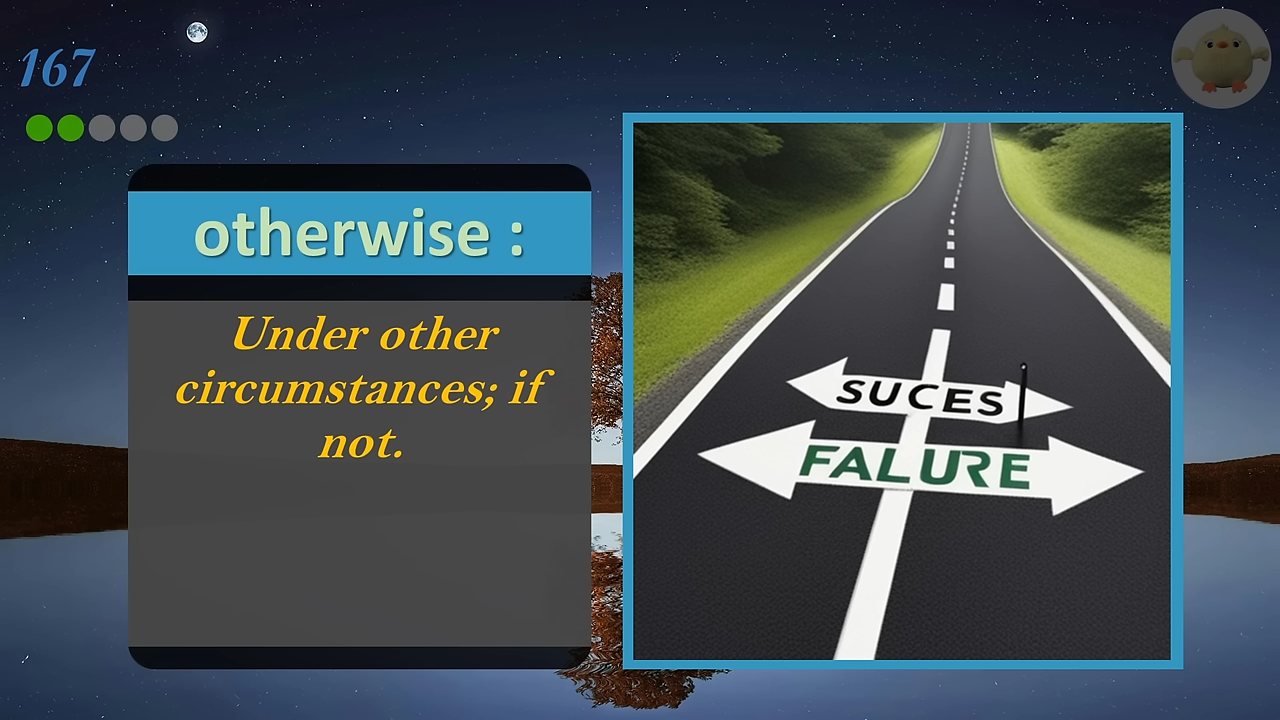 167
otherwise :
Under other
circumstances; if
not.
SUCES
FALURE